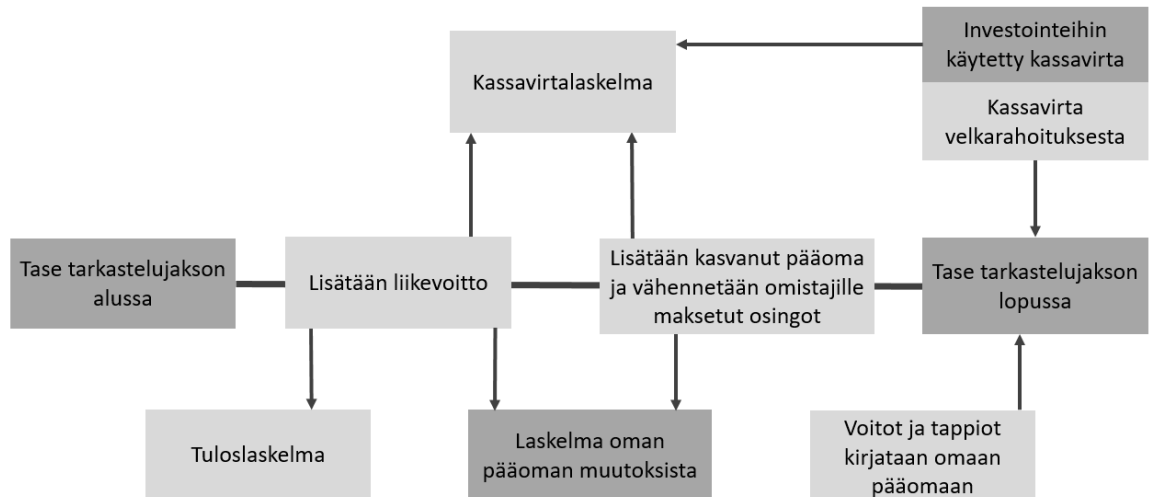 Investointeihin
käytetty kassavirta
Kassavirtalaskelma
Kassavirta
velkarahoituksesta
Tase tarkastelujakson
alussa
Lisätään liikevoitto
Lisätään kasvanut pääoma
ja vähennetään omistajille
maksetut osingot
Tase tarkastelujakson
lopussa
Tuloslaskelma
Laskelma oman
pääoman muutoksista
Voitot ja tappiot
kirjataan omaan
pääomaan